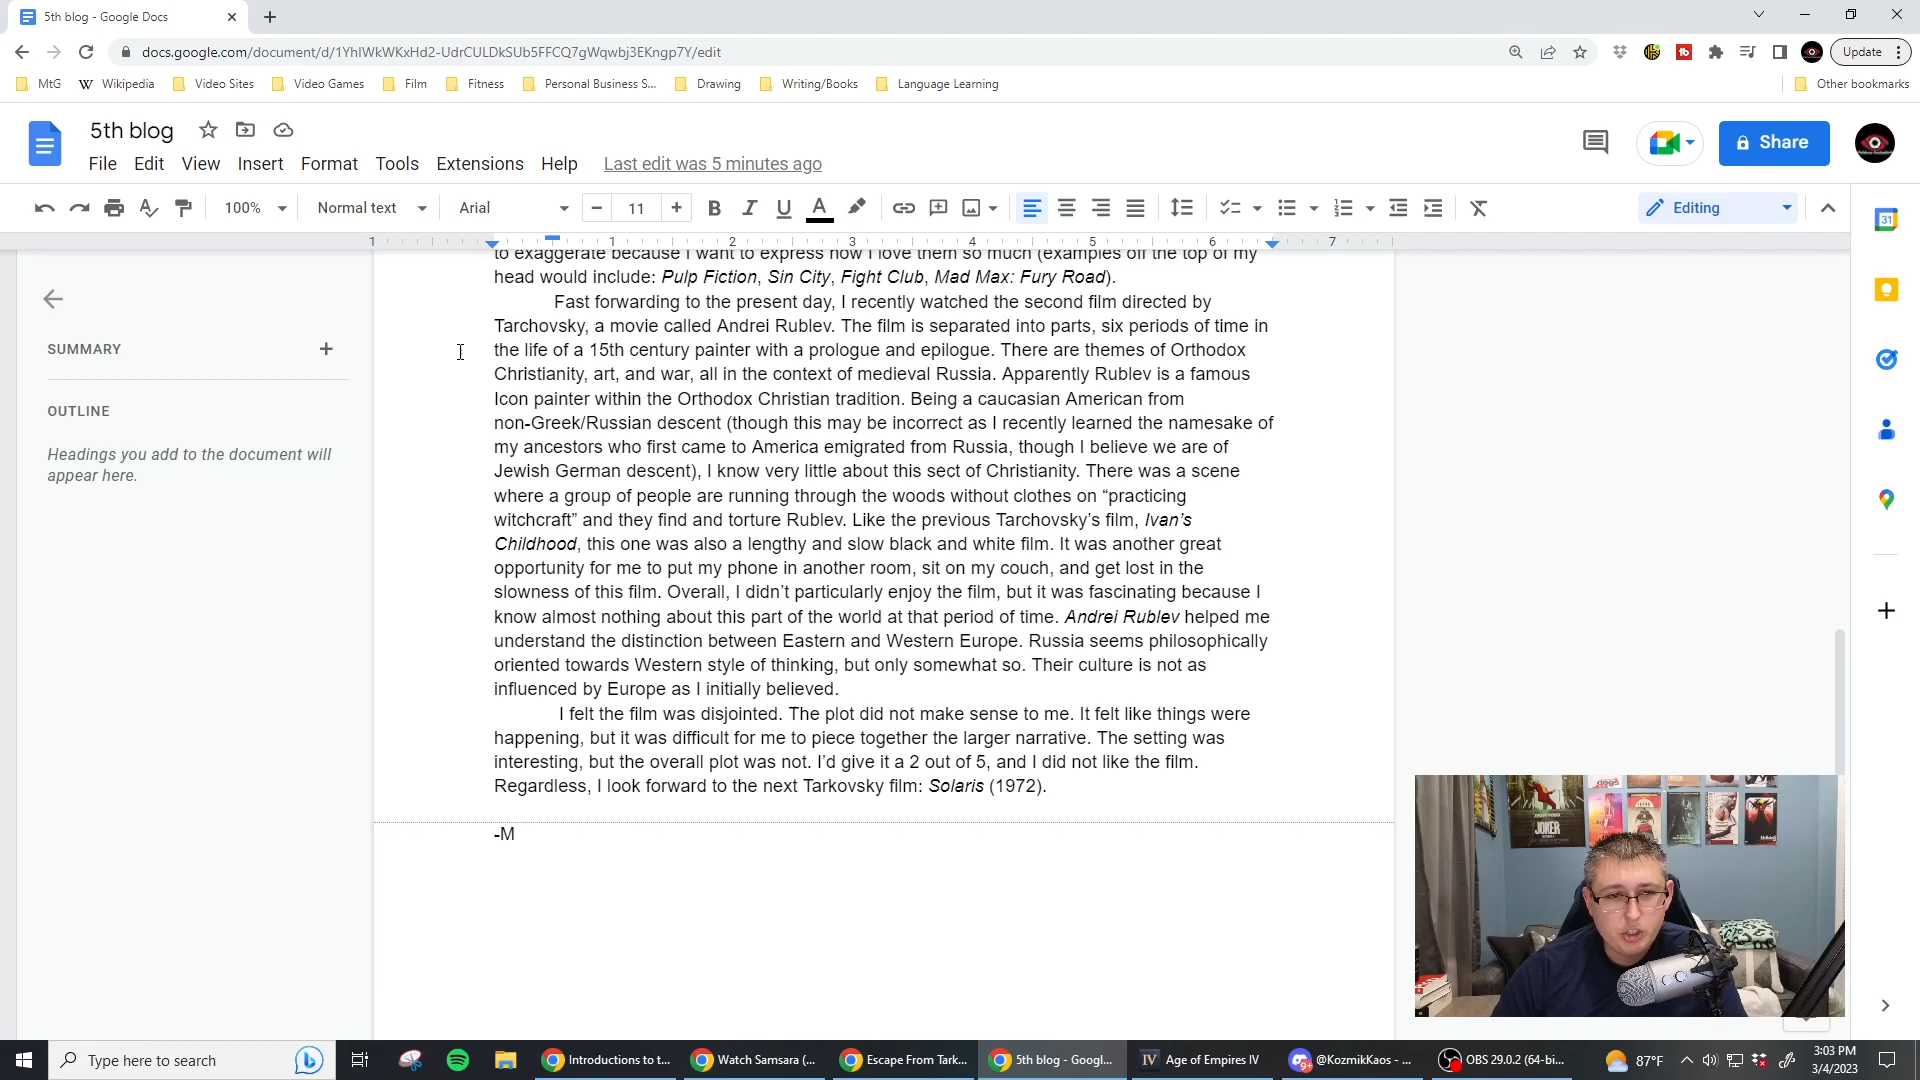 5th blog - Google Docs
docs.google.com/document/d/1YhIWkWKxHd2-UdrCULDkSUb5FFCQ7gWqwbj3EKngp7Y/edit
Update
MtG
Wikipedia
Video Sites
Video Games
Film
Fitness
Personal Business S...
Drawing
Writing/Books
Language Learning
Other bookmarks
5th blog
Share
File Edit View Insert Format Tools Extensions Help Last edit was 5 minutes ago
100% Normal text Arial 11 Editing
1 1 2 3 4 5 6 7
31
SUMMARY
OUTLINE
Headings you add to the document will
appear here.
to exaggerate because I want to express how I love them so much (examples off the top of my
head would include: Pulp Fiction, Sin City, Fight Club, Mad Max: Fury Road).
Fast forwarding to the present day, I recently watched the second film directed by
Tarchovsky, a movie called Andrei Rublev. The film is separated into parts, six periods of time in
the life of a 15th century painter with a prologue and epilogue. There are themes of Orthodox
Christianity, art, and war, all in the context of medieval Russia. Apparently Rublev is a famous
Icon painter within the Orthodox Christian tradition. Being a caucasian American from
non-Greek/Russian descent (though this may be incorrect as I recently learned the namesake of
my ancestors who first came to America emigrated from Russia, though I believe we are of
Jewish German descent), I know very little about this sect of Christianity. There was a scene
where a group of people are running through the woods without clothes on “practicing
witchcraft” and they find and torture Rublev. Like the previous Tarchovsky’s film, Ivan’s
Childhood, this one was also a lengthy and slow black and white film. It was another great
opportunity for me to put my phone in another room, sit on my couch, and get lost in the
slowness of this film. Overall, I didn’t particularly enjoy the film, but it was fascinating because I
know almost nothing about this part of the world at that period of time. Andrei Rublev helped me
understand the distinction between Eastern and Western Europe. Russia seems philosophically
oriented towards Western style of thinking, but only somewhat so. Their culture is not as
influenced by Europe as I initially believed.
I felt the film was disjointed. The plot did not make sense to me. It felt like things were
happening, but it was difficult for me to piece together the larger narrative. The setting was
interesting, but the overall plot was not. I’d give it a 2 out of 5, and I did not like the film.
Regardless, I look forward to the next Tarkovsky film: Solaris (1972).
-M
JOKER
Type here to search
Introductions to t...
Watch Samsara (...
Escape From Tark...
5th blog - Googl...
IV Age of Empires IV
9+ @KozmikKaos - ...
OBS 29.0.2 (64-bi...
87°F
3:03 PM
3/4/2023